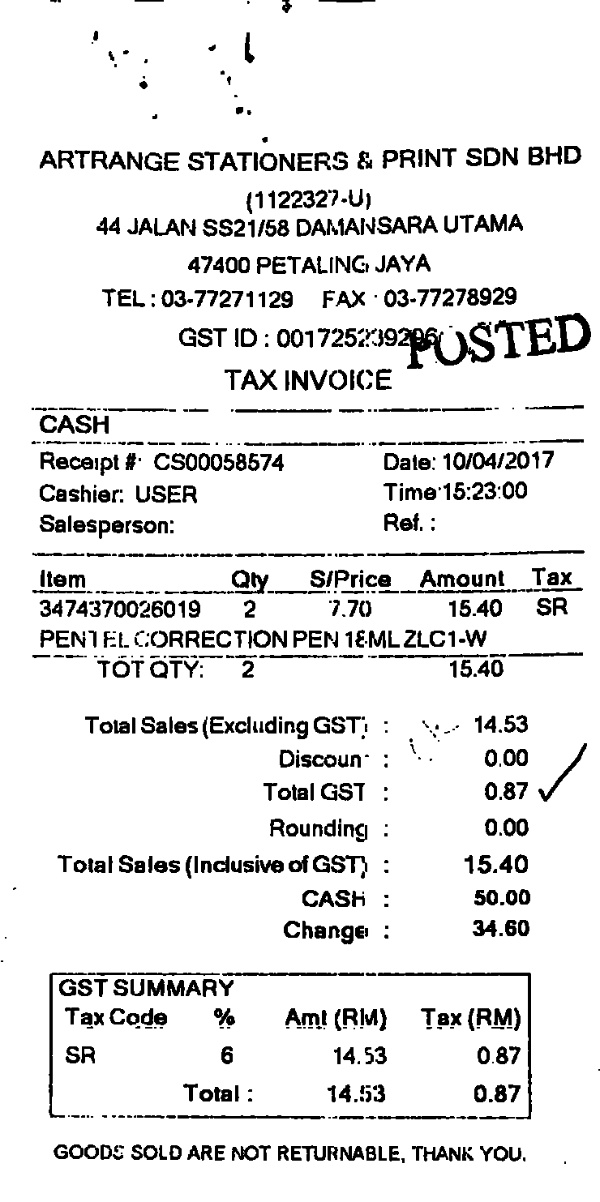 ARTRANGE STATIONERS & PRINT SDN BHD
(1122327-U)
44 JALAN SS21/58 DAMANSARA UTAMA
47400 PETALING JAYA
TEL : 03-77271129 FAX : 03-77278929
GST ID :
POSTED
TAX INVOICE
CASH
Receipt #: CS00058574 Date: 10/04/2017
Cashier: USER Time:15:23:00
Salesperson: Ref. :
Item Qty S/Price Amount Tax
3474370026019 2 7.70 15.40 SR
PENTEL CORRECTION PEN 18ML ZLC1-W
TOT QTY: 2 15.40
Total Sales (Excluding GST) : 14.53
Discount : 0.00
Total GST : 0.87
Rounding : 0.00
Total Sales (Inclusive of GST) : 15.40
CASH : 50.00
Change : 34.60
GST SUMMARY
Tax Code % Amt (RM) Tax (RM)
SR 6 14.53 0.87
Total : 14.53 0.87
GOODS SOLD ARE NOT RETURNABLE, THANK YOU.